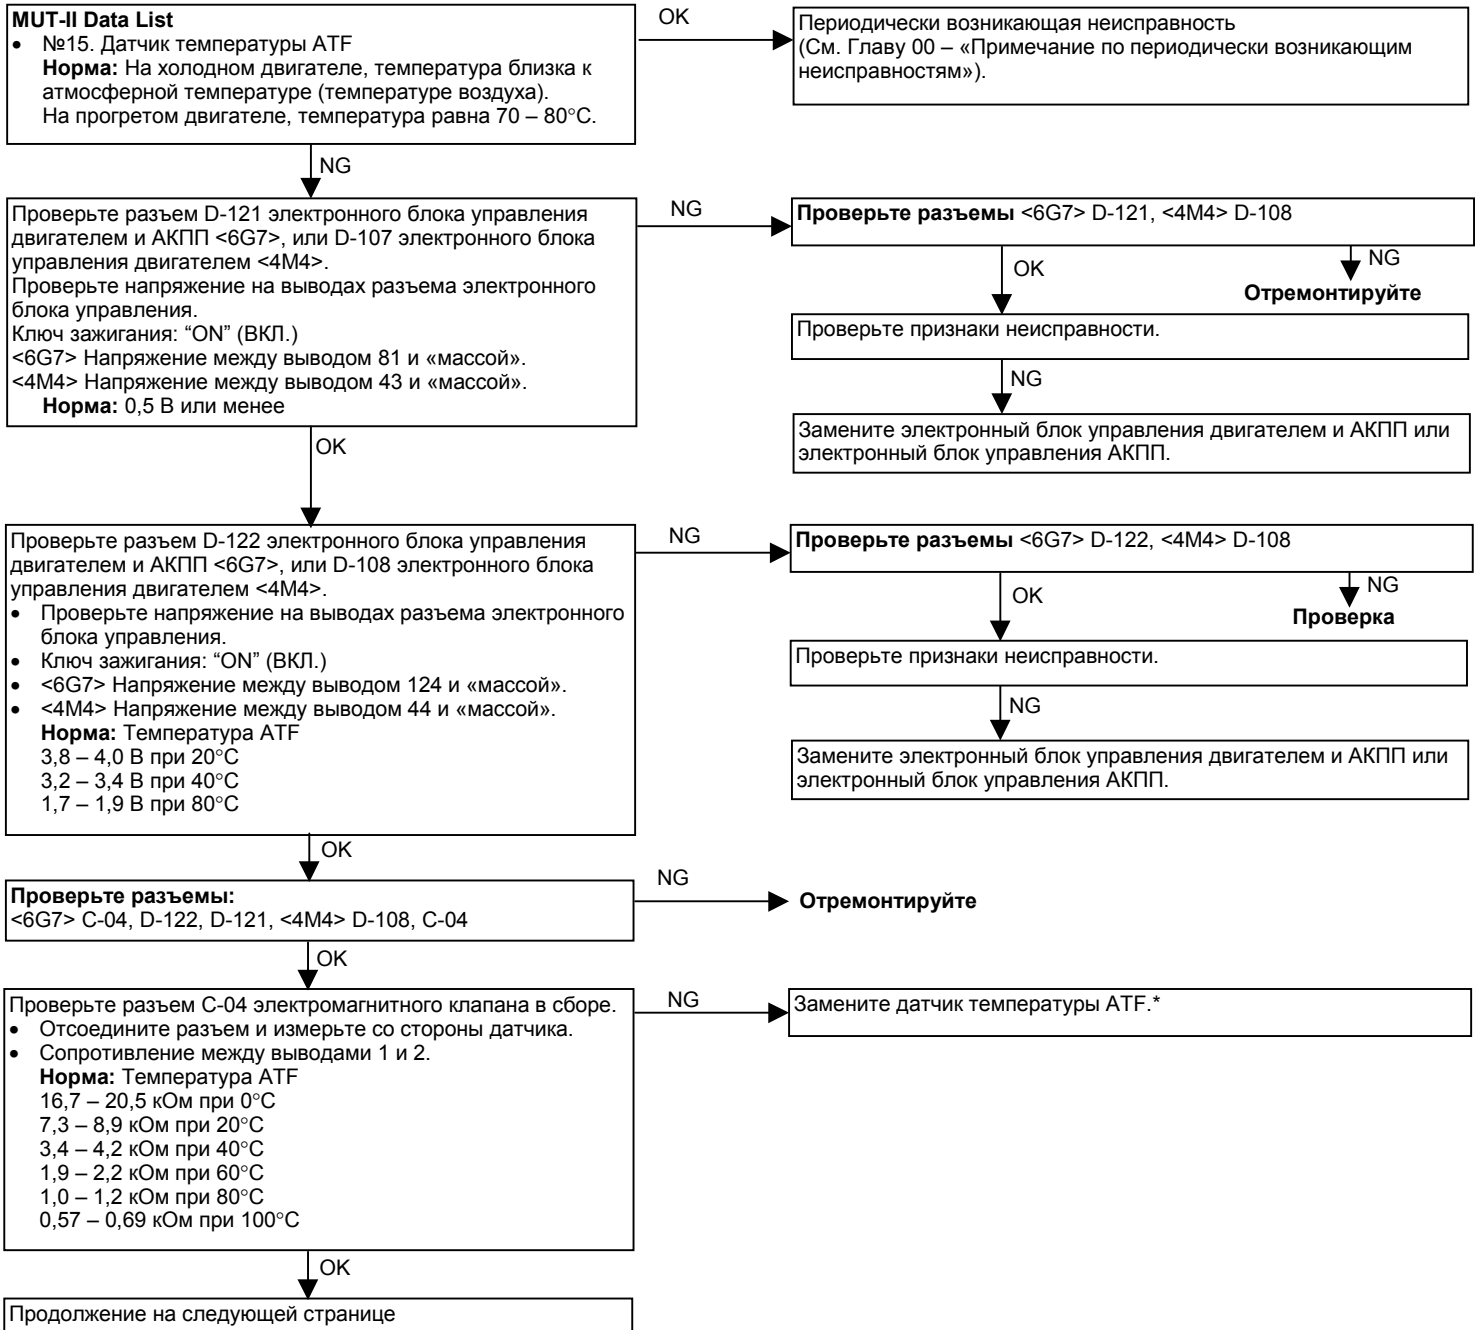 MUT-II Data List
• №15. Датчик температуры ATF
Норма: На холодном двигателе, температура близка к
атмосферной температуре (температуре воздуха).
На прогретом двигателе, температура равна 70 – 80°C.
OK
Периодически возникающая неисправность
(См. Главу 00 – «Примечание по периодически возникающим
неисправностям»).
NG
Проверьте разъем D-121 электронного блока управления
двигателем и АКПП <6G7>, или D-107 электронного блока
управления двигателем <4M4>.
Проверьте напряжение на выводах разъема электронного
блока управления.
Ключ зажигания: “ON” (ВКЛ.)
<6G7> Напряжение между выводом 81 и «массой».
<4M4> Напряжение между выводом 43 и «массой».
Норма: 0,5 В или менее
NG
Проверьте разъемы <6G7> D-121, <4M4> D-108
OK
NG
Отремонтируйте
Проверьте признаки неисправности.
NG
Замените электронный блок управления двигателем и АКПП или
электронный блок управления АКПП.
OK
Проверьте разъем D-122 электронного блока управления
двигателем и АКПП <6G7>, или D-108 электронного блока
управления двигателем <4M4>.
• Проверьте напряжение на выводах разъема электронного
блока управления.
• Ключ зажигания: “ON” (ВКЛ.)
• <6G7> Напряжение между выводом 124 и «массой».
• <4M4> Напряжение между выводом 44 и «массой».
Норма: Температура ATF
3,8 – 4,0 В при 20°C
3,2 – 3,4 В при 40°C
1,7 – 1,9 В при 80°C
NG
Проверьте разъемы <6G7> D-122, <4M4> D-108
OK
NG
Проверка
Проверьте признаки неисправности.
NG
Замените электронный блок управления двигателем и АКПП или
электронный блок управления АКПП.
OK
Проверьте разъемы:
<6G7> C-04, D-122, D-121, <4M4> D-108, C-04
NG
Отремонтируйте
OK
Проверьте разъем C-04 электромагнитного клапана в сборе.
• Отсоедините разъем и измерьте со стороны датчика.
• Сопротивление между выводами 1 и 2.
Норма: Температура ATF
16,7 – 20,5 кОм при 0°C
7,3 – 8,9 кОм при 20°C
3,4 – 4,2 кОм при 40°C
1,9 – 2,2 кОм при 60°C
1,0 – 1,2 кОм при 80°C
0,57 – 0,69 кОм при 100°C
NG
Замените датчик температуры ATF.*
OK
Продолжение на следующей странице